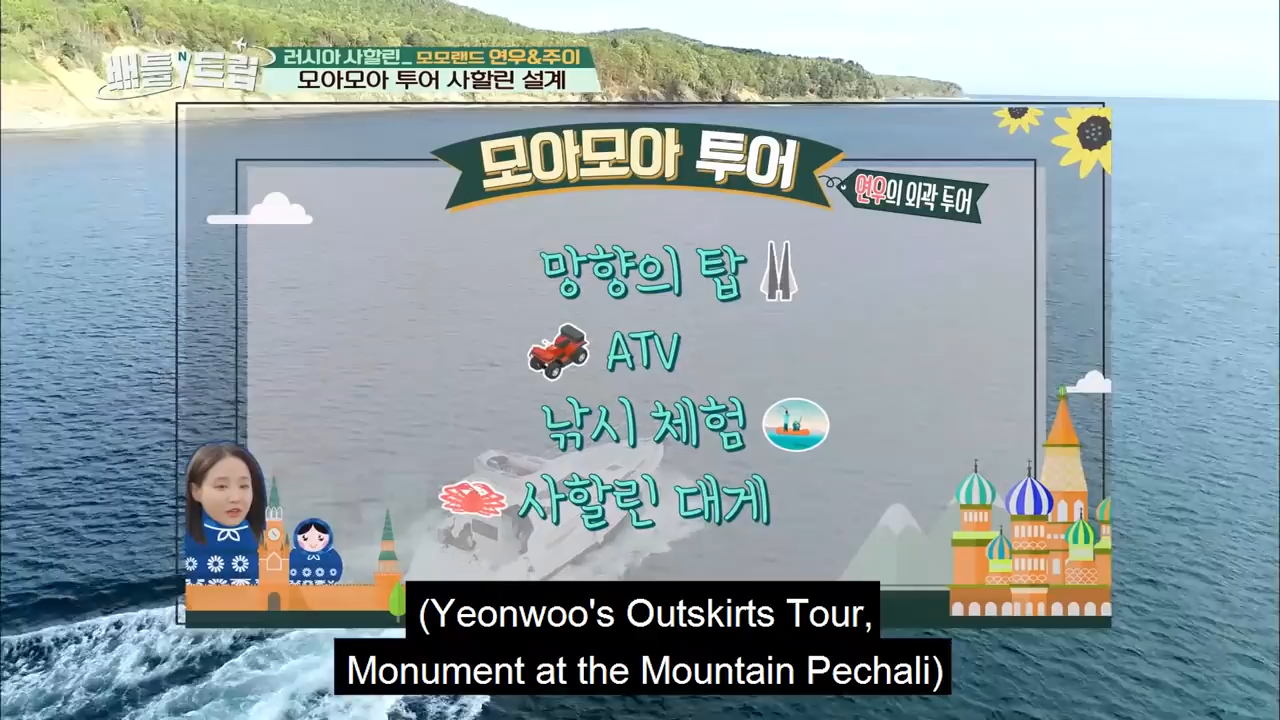 배틀 N 트립
러시아 사할린_ 모모랜드 연우&주이
모아모아 투어 사할린 설계
모아모아 투어
연우의 외곽 투어
망향의 탑
ATV
낚시 체험
사할린 대게
(Yeonwoo's Outskirts Tour,
Monument at the Mountain Pechali)